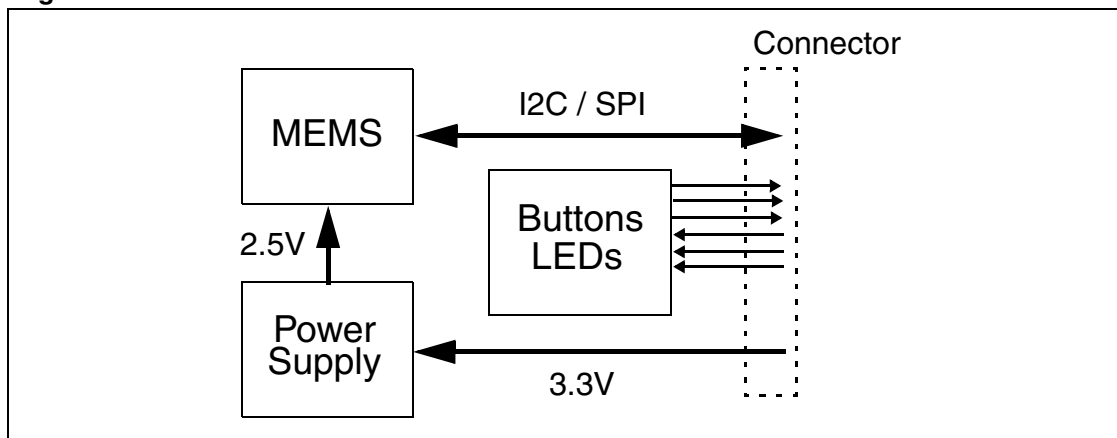 Connector
I2C / SPI
MEMS
Buttons
LEDs
2.5V
Power
Supply
3.3V